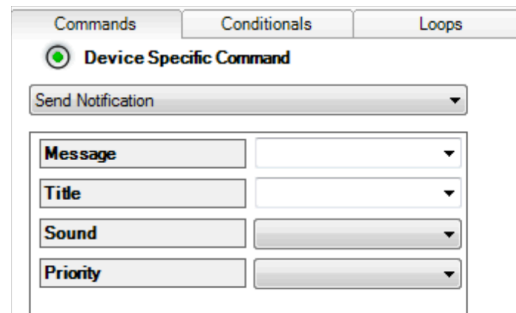 Commands Conditionals Loops
Device Specific Command
Send Notification
Message
Title
Sound
Priority